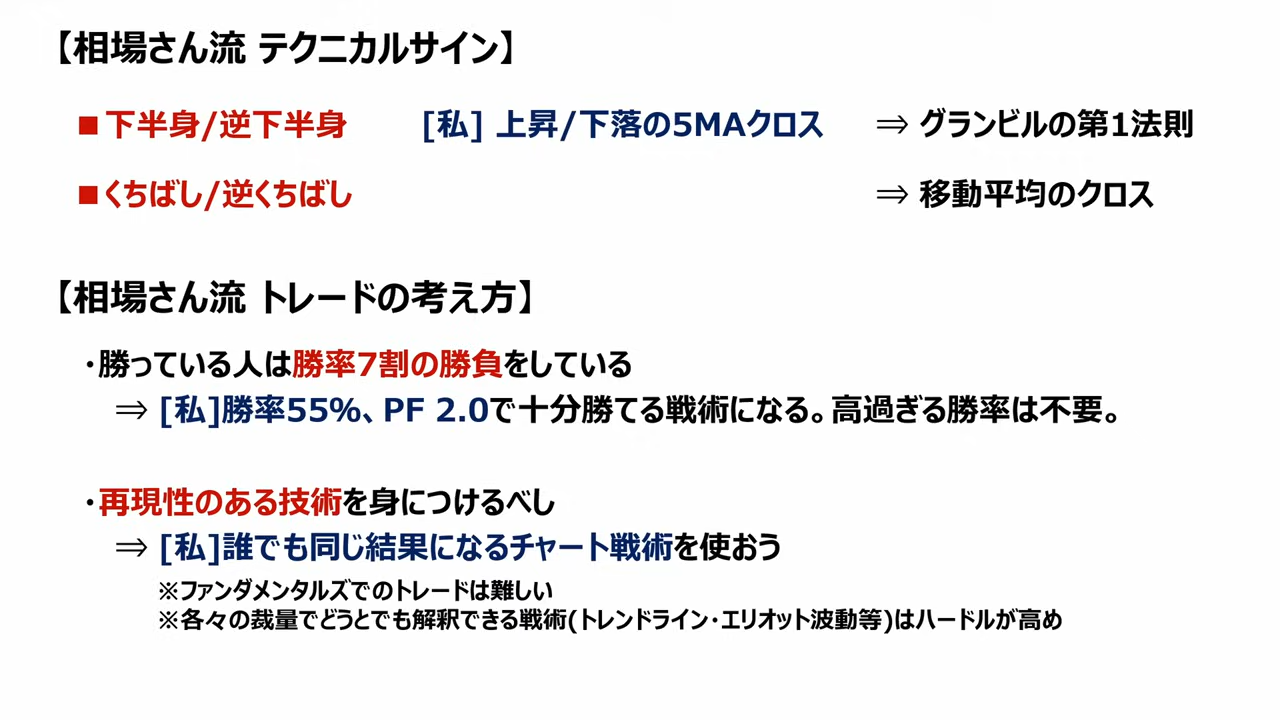 【相場さん流 テクニカルサイン】
■下半身/逆下半身 [私] 上昇/下落の5MAクロス ⇒ グランビルの第1法則
■くちばし/逆くちばし ⇒ 移動平均のクロス
【相場さん流 トレードの考え方】
・勝っている人は勝率7割の勝負をしている
⇒ [私]勝率55%、PF 2.0で十分勝てる戦術になる。高過ぎる勝率は不要。
・再現性のある技術を身につけるべし
⇒ [私]誰でも同じ結果になるチャート戦術を使おう
※ファンダメンタルズでのトレードは難しい
※各々の裁量でどうとでも解釈できる戦術(トレンドライン・エリオット波動等)はハードルが高め